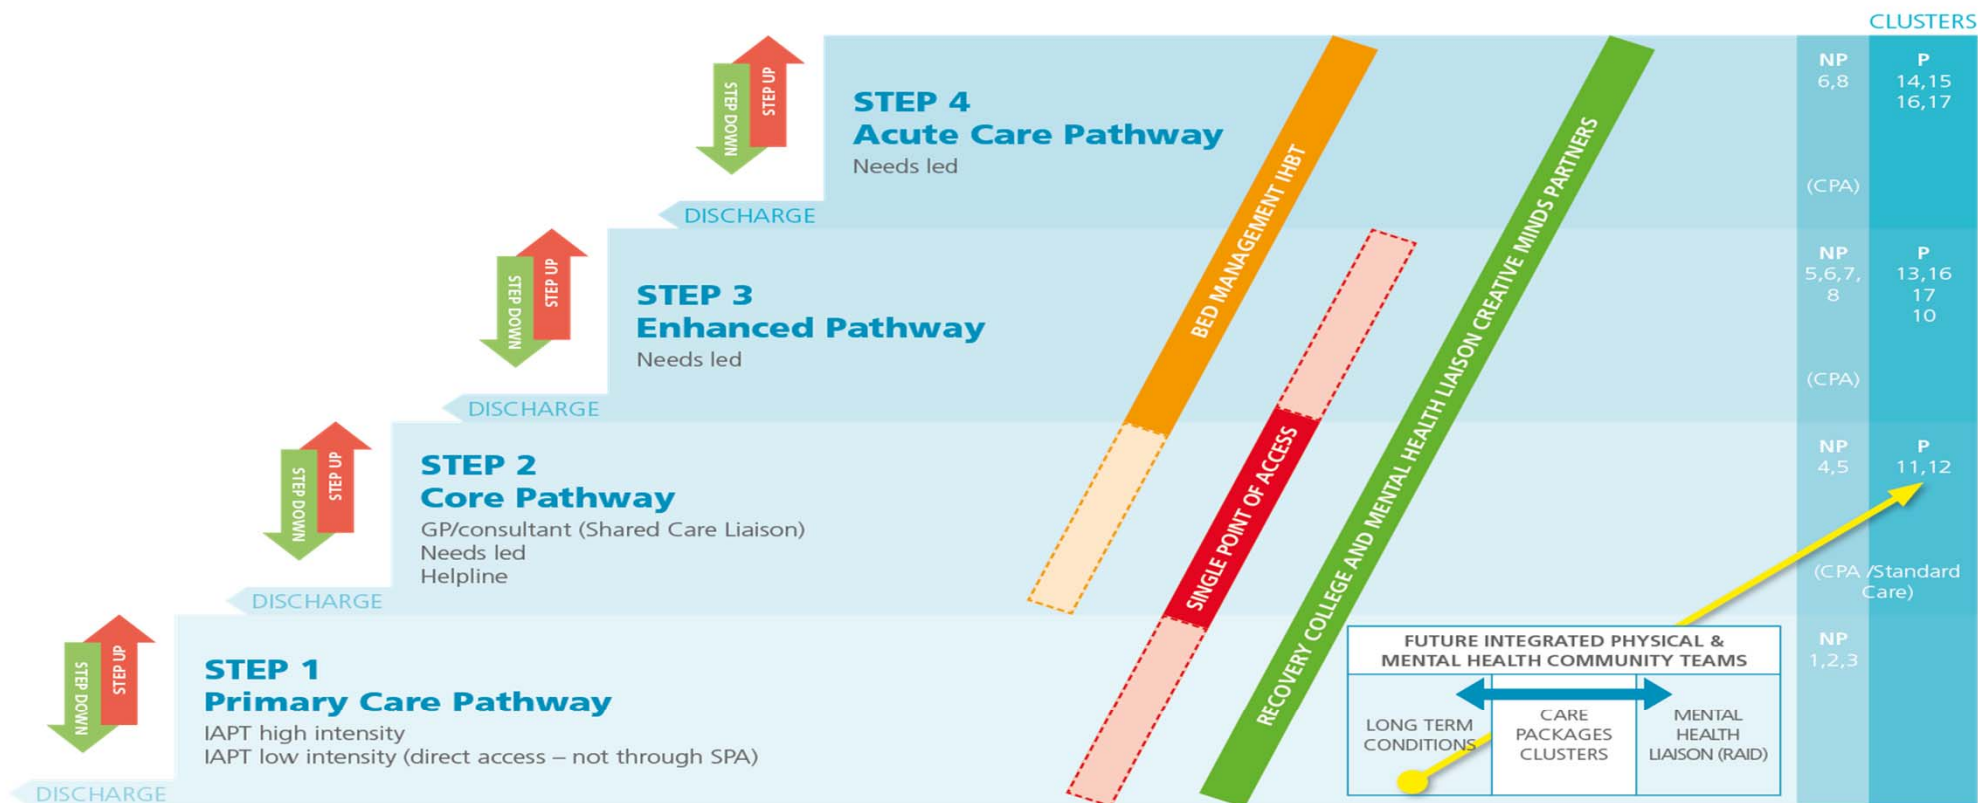 CLUSTERS
STEP DOWN
STEP UP
STEP 4
Acute Care Pathway
Needs led
DISCHARGE
NP
6,8
(CPA)
P
14,15
16,17
STEP DOWN
STEP UP
STEP 3
Enhanced Pathway
Needs led
DISCHARGE
NP
5,6,7,
8
(CPA)
P
13,16
17
10
STEP DOWN
STEP UP
STEP 2
Core Pathway
GP/consultant (Shared Care Liaison)
Needs led
Helpline
DISCHARGE
NP
4,5
P
11,12
(CPA /Standard
Care)
STEP DOWN
STEP UP
STEP 1
Primary Care Pathway
IAPT high intensity
IAPT low intensity (direct access – not through SPA)
DISCHARGE
NP
1,2,3
BED MANAGEMENT IHBT
SINGLE POINT OF ACCESS
RECOVERY COLLEGE AND MENTAL HEALTH LIAISON CREATIVE MINDS PARTNERS
FUTURE INTEGRATED PHYSICAL &
MENTAL HEALTH COMMUNITY TEAMS
LONG TERM
CONDITIONS
CARE
PACKAGES
CLUSTERS
MENTAL
HEALTH
LIAISON (RAID)